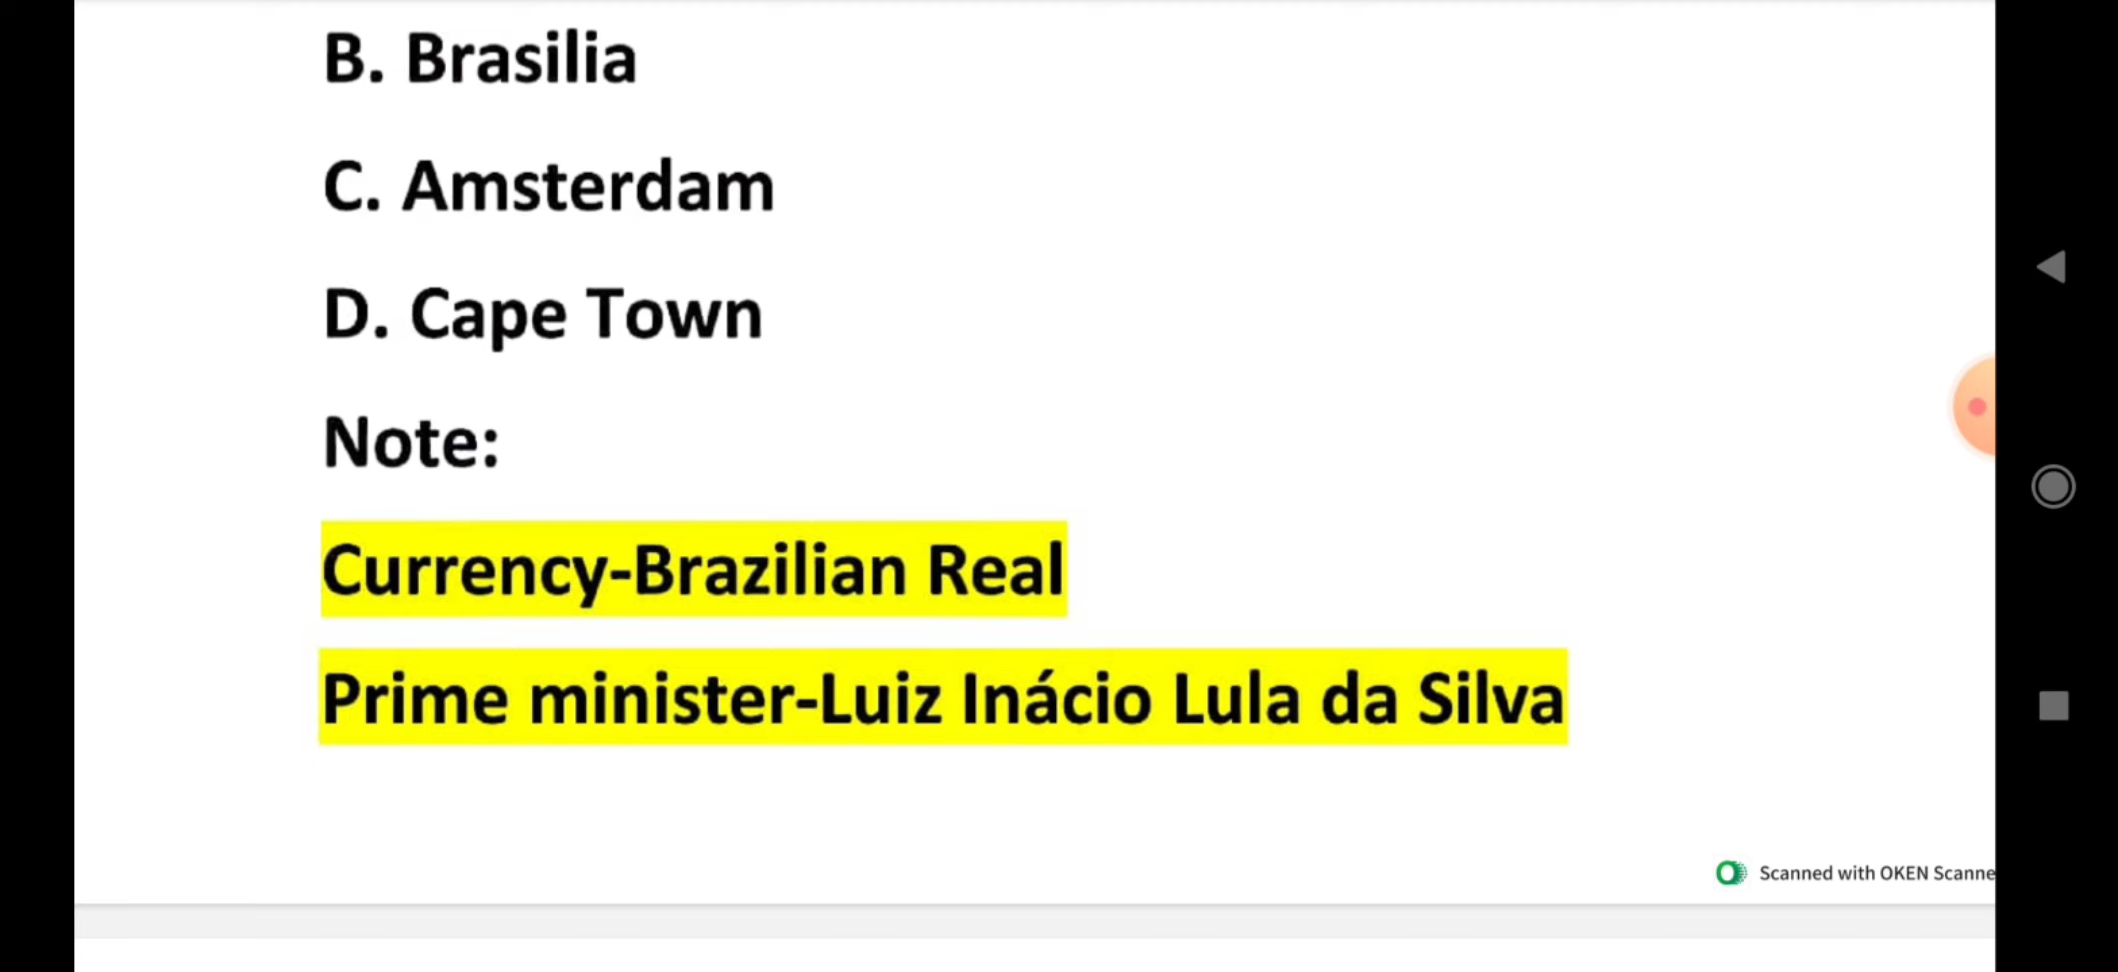 B. Brasilia
C. Amsterdam
D. Cape Town
Note:
Currency-Brazilian Real
Prime minister-Luiz Inácio Lula da Silva
Scanned with OKEN Scanne